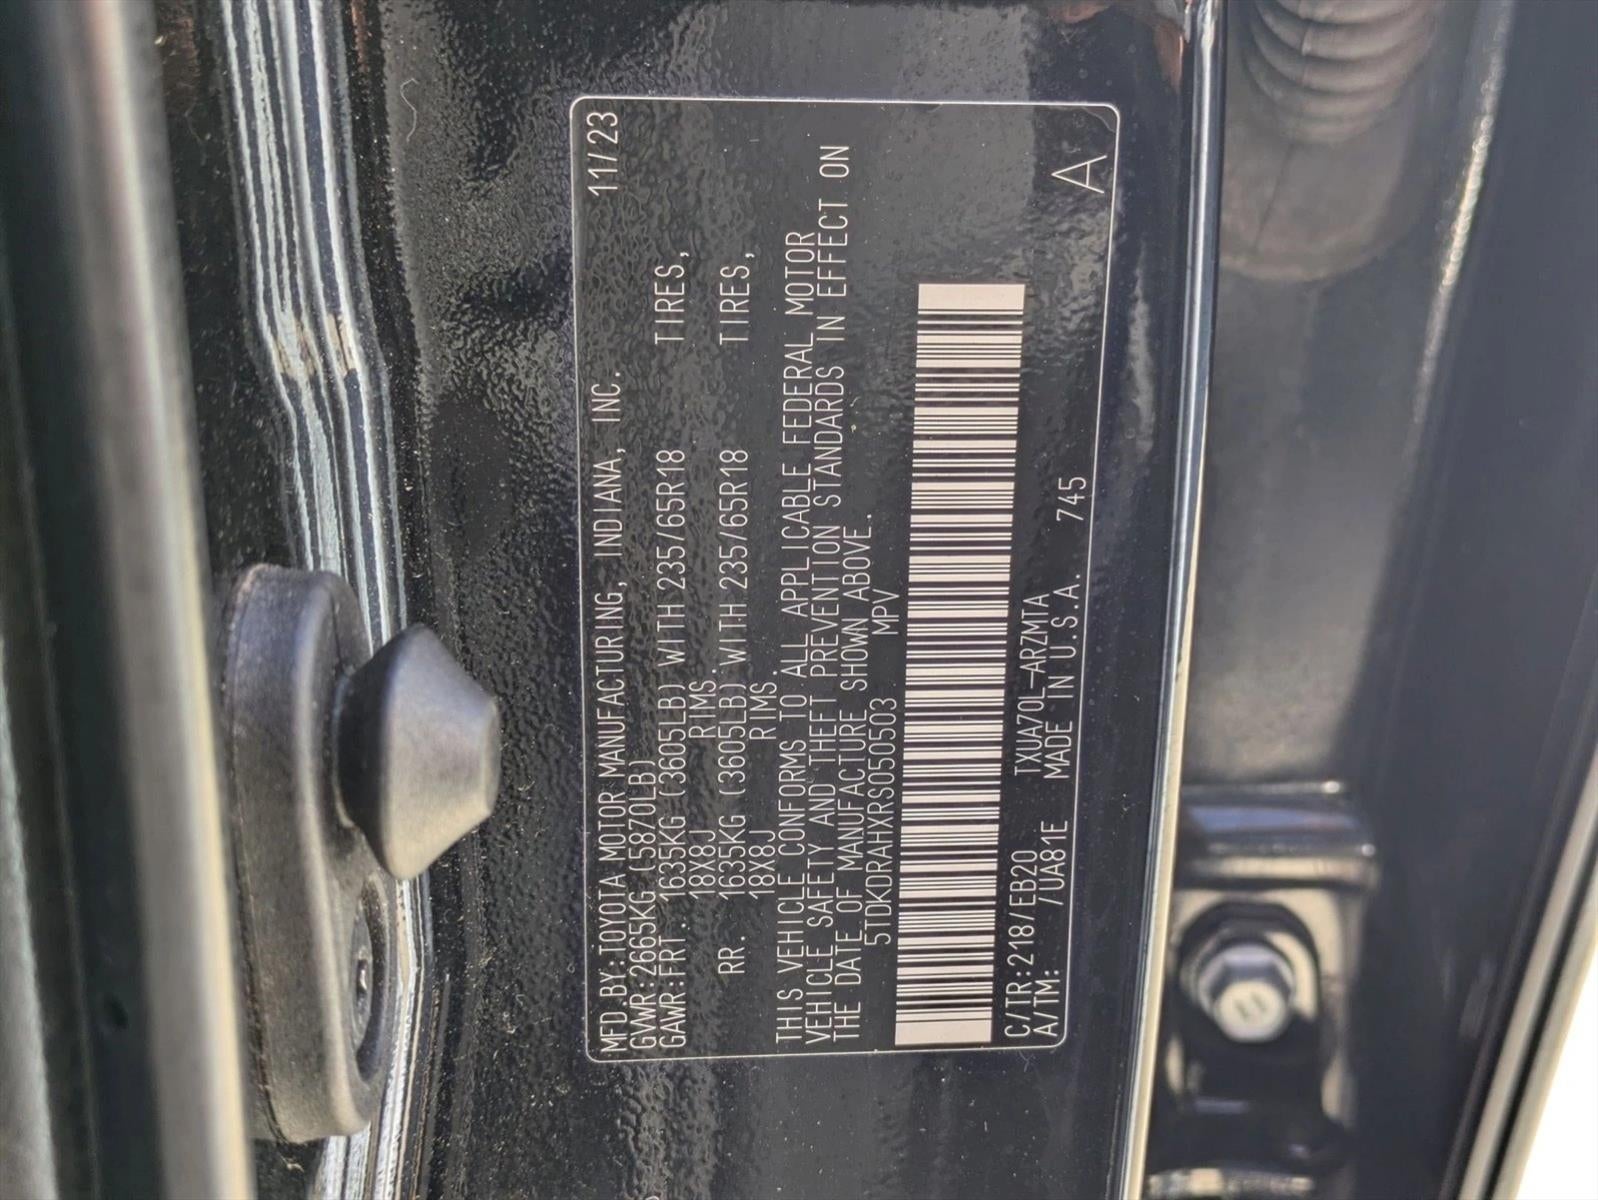 MFD.BY:TOYOTA MOTOR MANUFACTURING, INDIANA, INC. 11/23
GVWR:2665KG (5870LB)
GAWR:FRT. 1635KG (3605LB) WITH 235/65R18 TIRES,
18X8J RIMS.
RR. 1635KG (3605LB) WITH 235/65R18 TIRES,
18X8J RIMS.
THIS VEHICLE CONFORMS TO ALL APPLICABLE FEDERAL MOTOR
VEHICLE SAFETY AND THEFT PREVENTION STANDARDS IN EFFECT ON
THE DATE OF MANUFACTURE SHOWN ABOVE.
5TDKDRAHXRS050503 MPV
C/TR:218/EB20 TXUA70L-ARZMTA
A/TM: /UA81E MADE IN U.S.A. 745 A